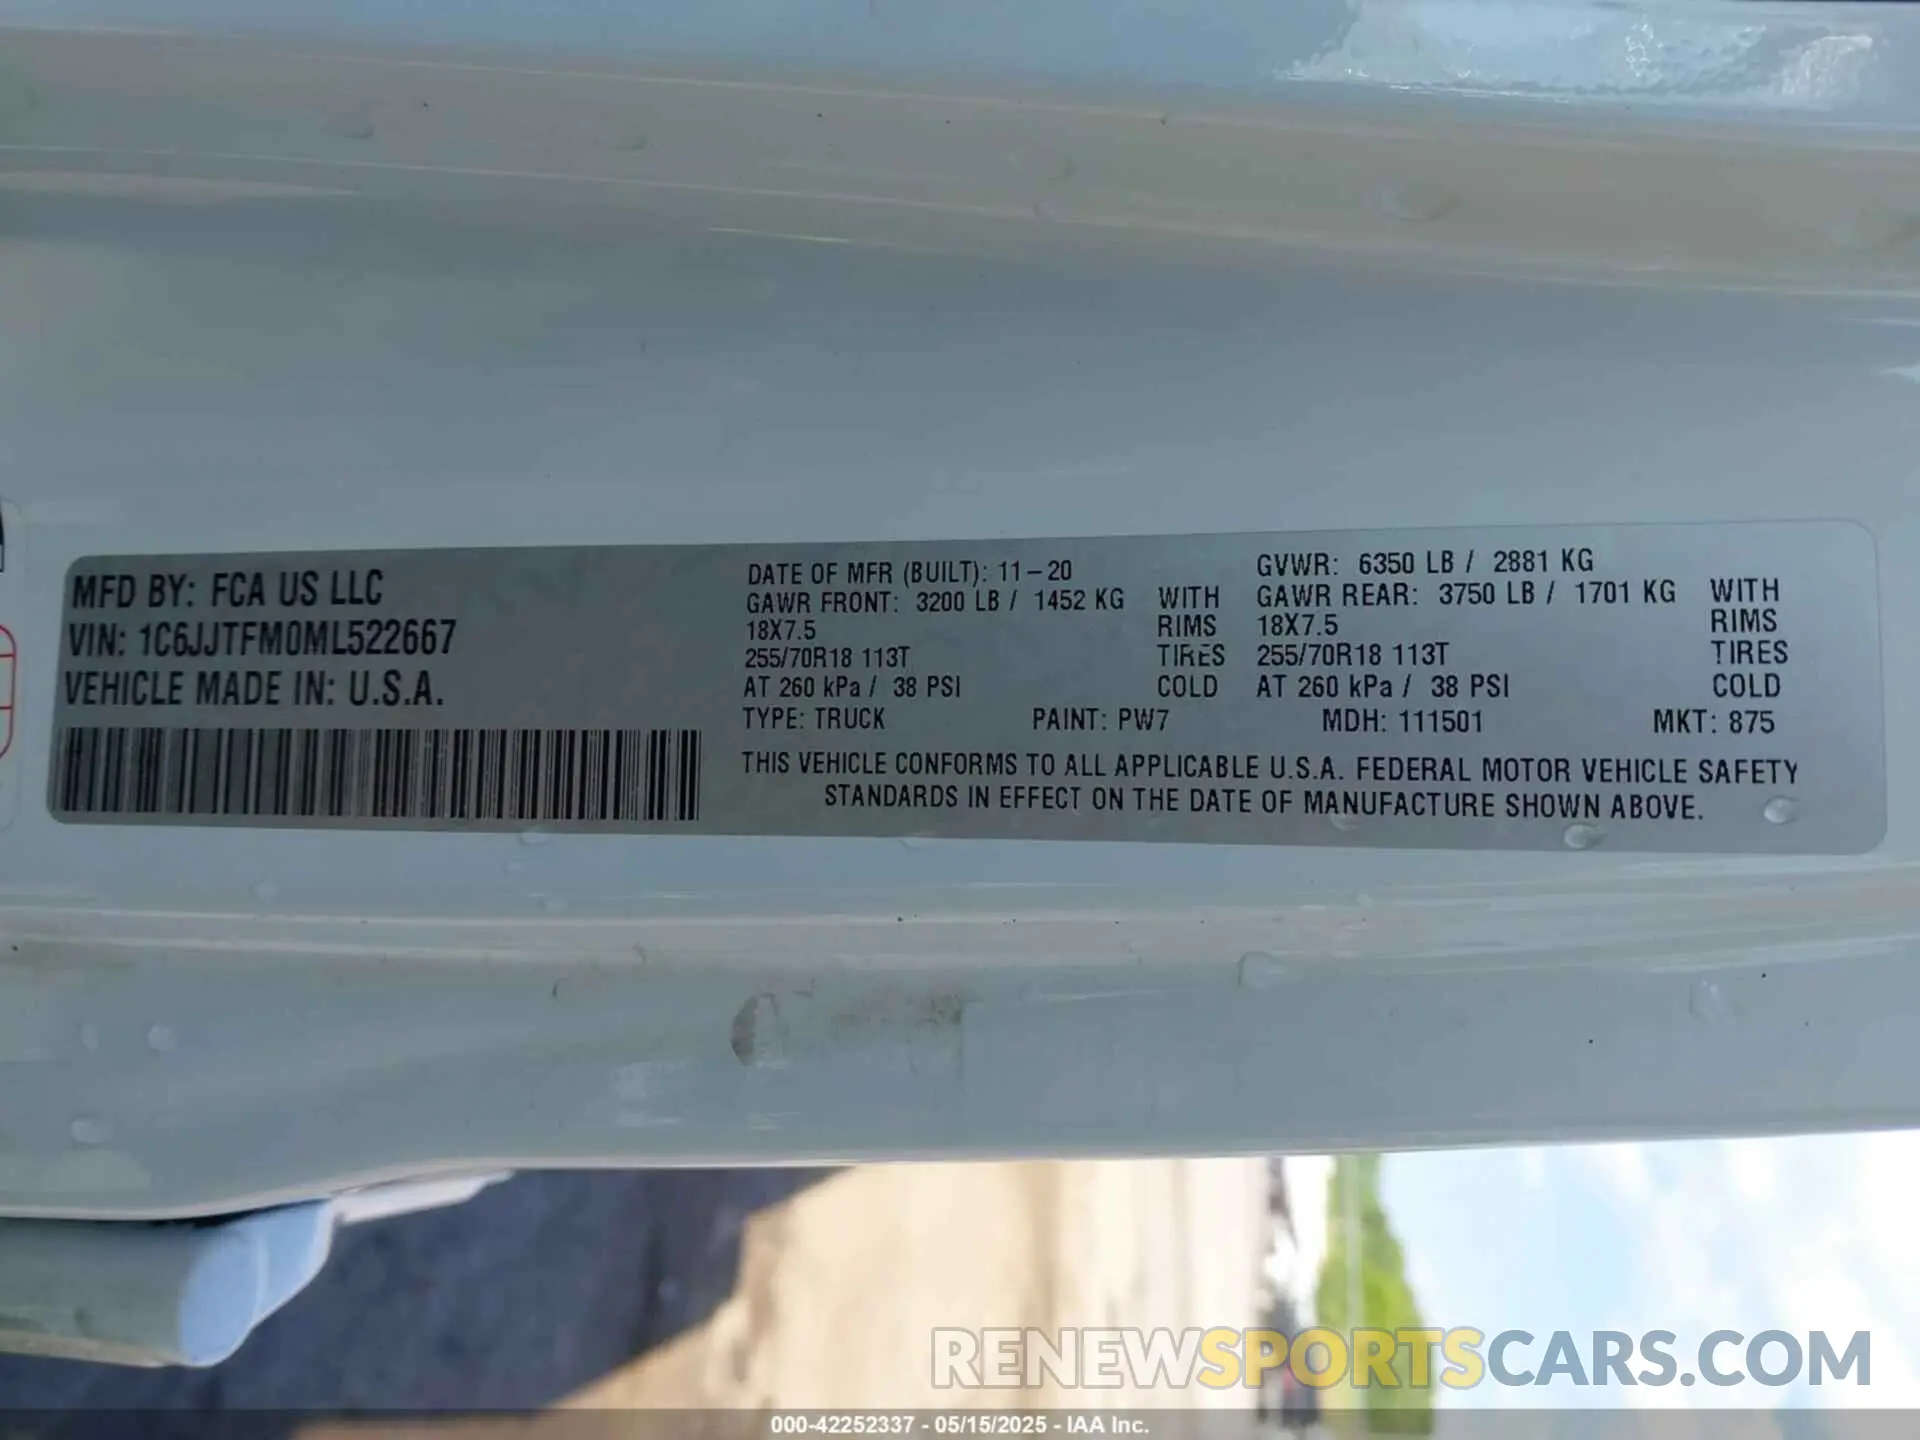 MFD BY: FCA US LLC
VIN: 1C6JJTFM0ML522667
VEHICLE MADE IN: U.S.A.
DATE OF MFR (BUILT): 11-20
GAWR FRONT: 3200 LB / 1452 KG WITH
18X7.5 RIMS
255/70R18 113T TIRES
AT 260 kPa / 38 PSI COLD
GVWR: 6350 LB / 2881 KG
GAWR REAR: 3750 LB / 1701 KG WITH
18X7.5 RIMS
255/70R18 113T TIRES
AT 260 kPa / 38 PSI COLD
TYPE: TRUCK PAINT: PW7 MDH: 111501 MKT: 875
THIS VEHICLE CONFORMS TO ALL APPLICABLE U.S.A. FEDERAL MOTOR VEHICLE SAFETY
STANDARDS IN EFFECT ON THE DATE OF MANUFACTURE SHOWN ABOVE.
RENEWSPORTSCARS.COM
000-42252337 - 05/15/2025 - IAA Inc.